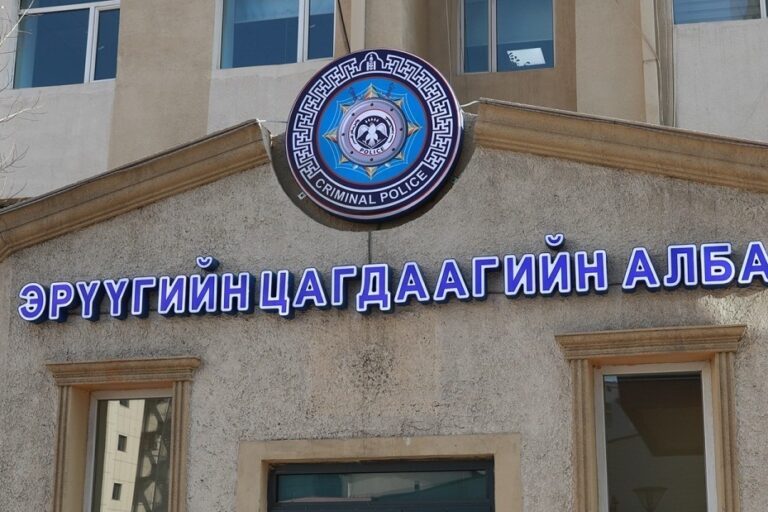 POLICE
CRIMINAL POLICE
ЭРҮҮГИЙН ЦАГДААГИЙН АЛБА